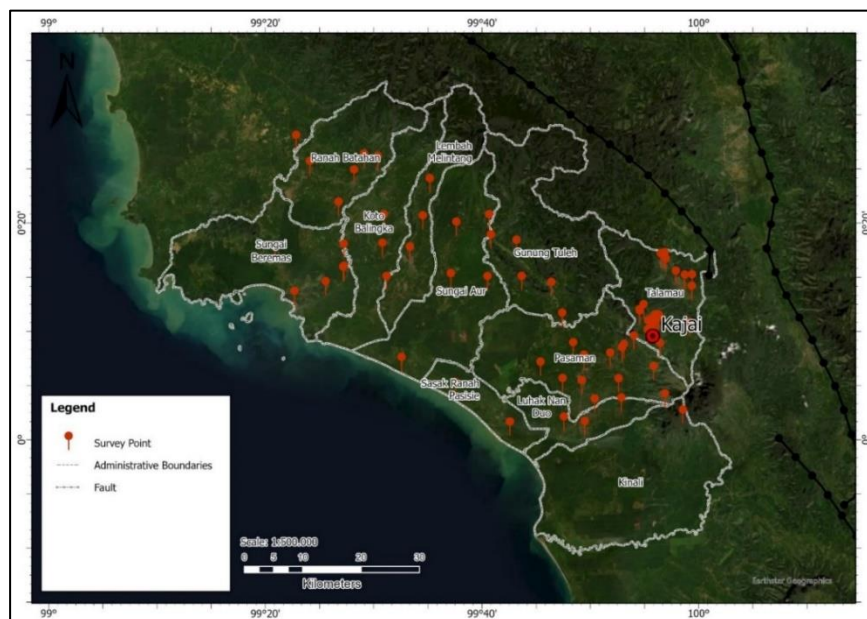 99°
99°20
99°40
100°
N
Lembah
Melintang
Ranah Batahan
0°20
0°20
Koto
Balingka
Sungai
Beremas
Gunung Tuleh
Sungai Aur
Talamau
Kajai
Pasaman
Sasak Ranah
Pasisie
Luhak Nan
Duo
Legend
Survey Point
Administrative Boundaries
Fault
0°
0°
Kinali
Scale: 1:500.000
0 5 10 20 30
Kilometers
Earthstar Geographics
99°
99°20
99°40
100°